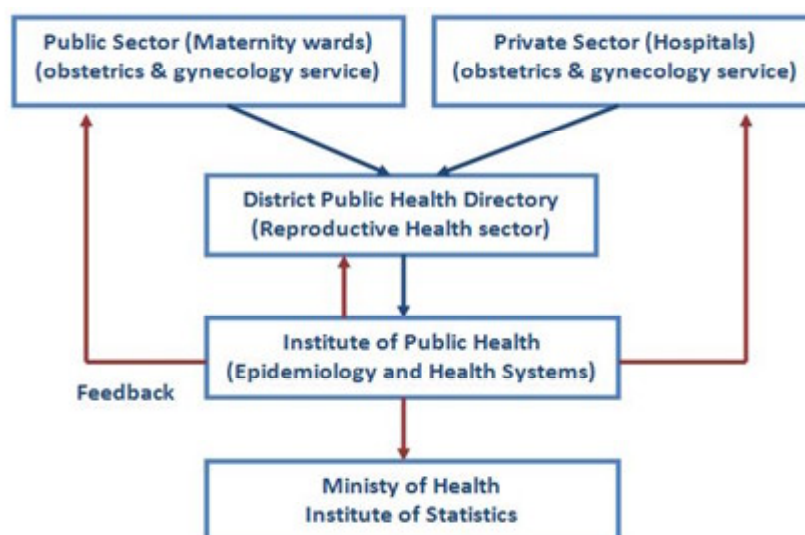 Public Sector (Maternity wards)
(obstetrics & gynecology service)
Private Sector (Hospitals)
(obstetrics & gynecology service)
District Public Health Directory
(Reproductive Health sector)
Institute of Public Health
(Epidemiology and Health Systems)
Feedback
Ministy of Health
Institute of Statistics